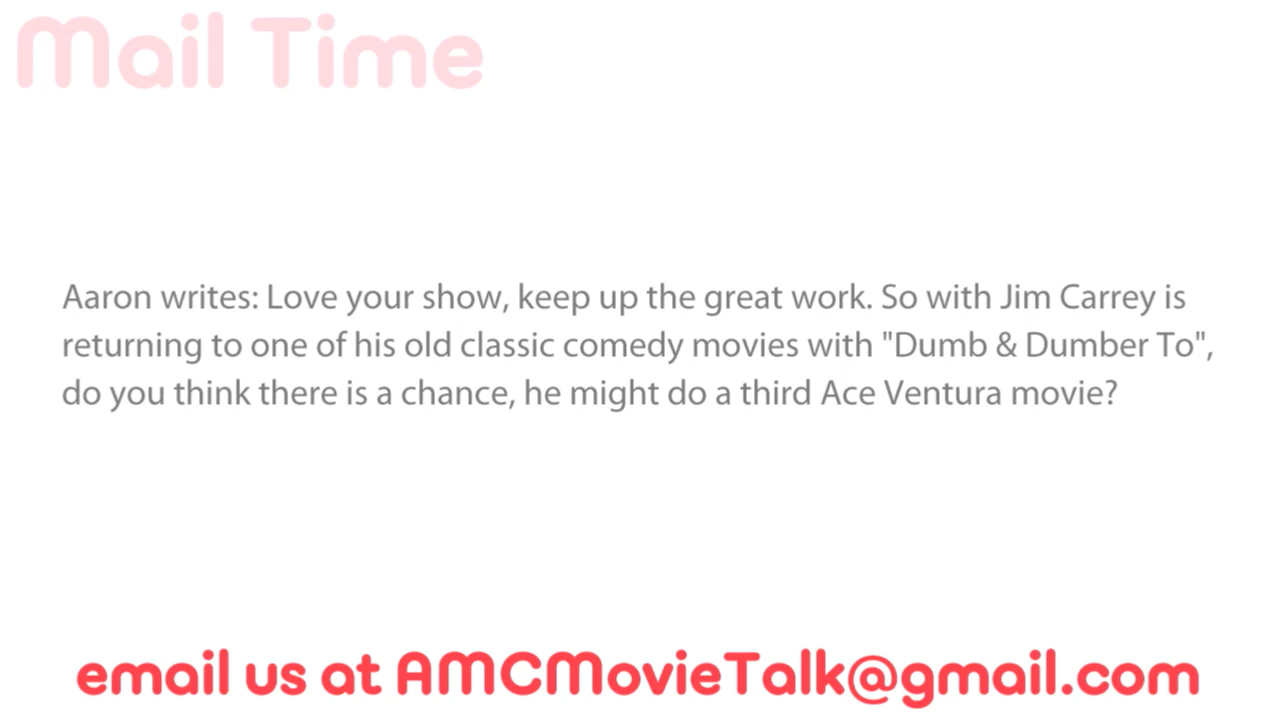 Mail Time
Aaron writes: Love your show, keep up the great work. So with Jim Carrey is
returning to one of his old classic comedy movies with "Dumb & Dumber To",
do you think there is a chance, he might do a third Ace Ventura movie?
email us at AMCMovieTalk@gmail.com